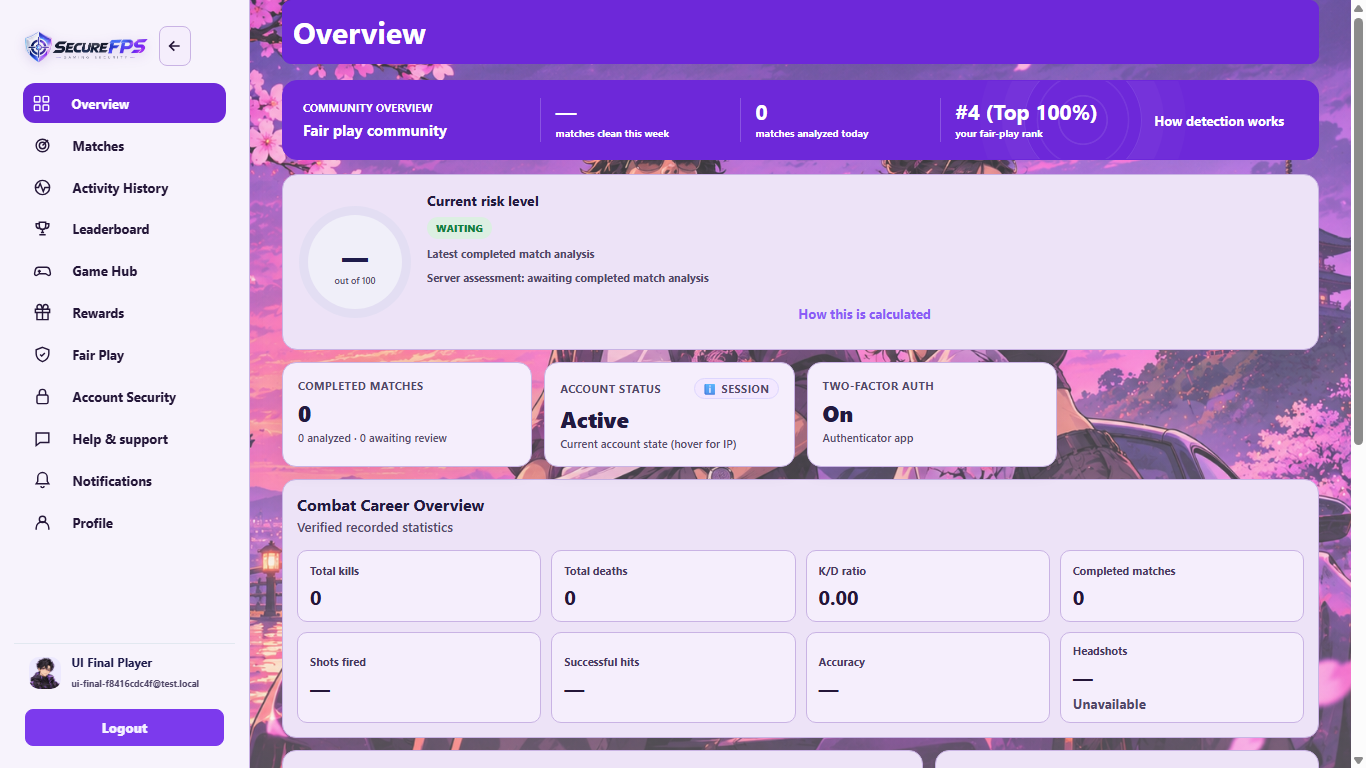 SECUREFPS
GAMING SECURITY
Overview
Matches
Activity History
Leaderboard
Game Hub
Rewards
Fair Play
Account Security
Help & support
Notifications
Profile
UI Final Player
ui-final-f8416cdc4f@test.local
Logout
Overview
COMMUNITY OVERVIEW
Fair play community
—
matches clean this week
0
matches analyzed today
#4 (Top 100%)
your fair-play rank
How detection works
—
out of 100
Current risk level
WAITING
Latest completed match analysis
Server assessment: awaiting completed match analysis
How this is calculated
COMPLETED MATCHES
0
0 analyzed · 0 awaiting review
ACCOUNT STATUS
ℹ️ SESSION
Active
Current account state (hover for IP)
TWO-FACTOR AUTH
On
Authenticator app
Combat Career Overview
Verified recorded statistics
Total kills
0
Total deaths
0
K/D ratio
0.00
Completed matches
0
Shots fired
—
Successful hits
—
Accuracy
—
Headshots
—
Unavailable